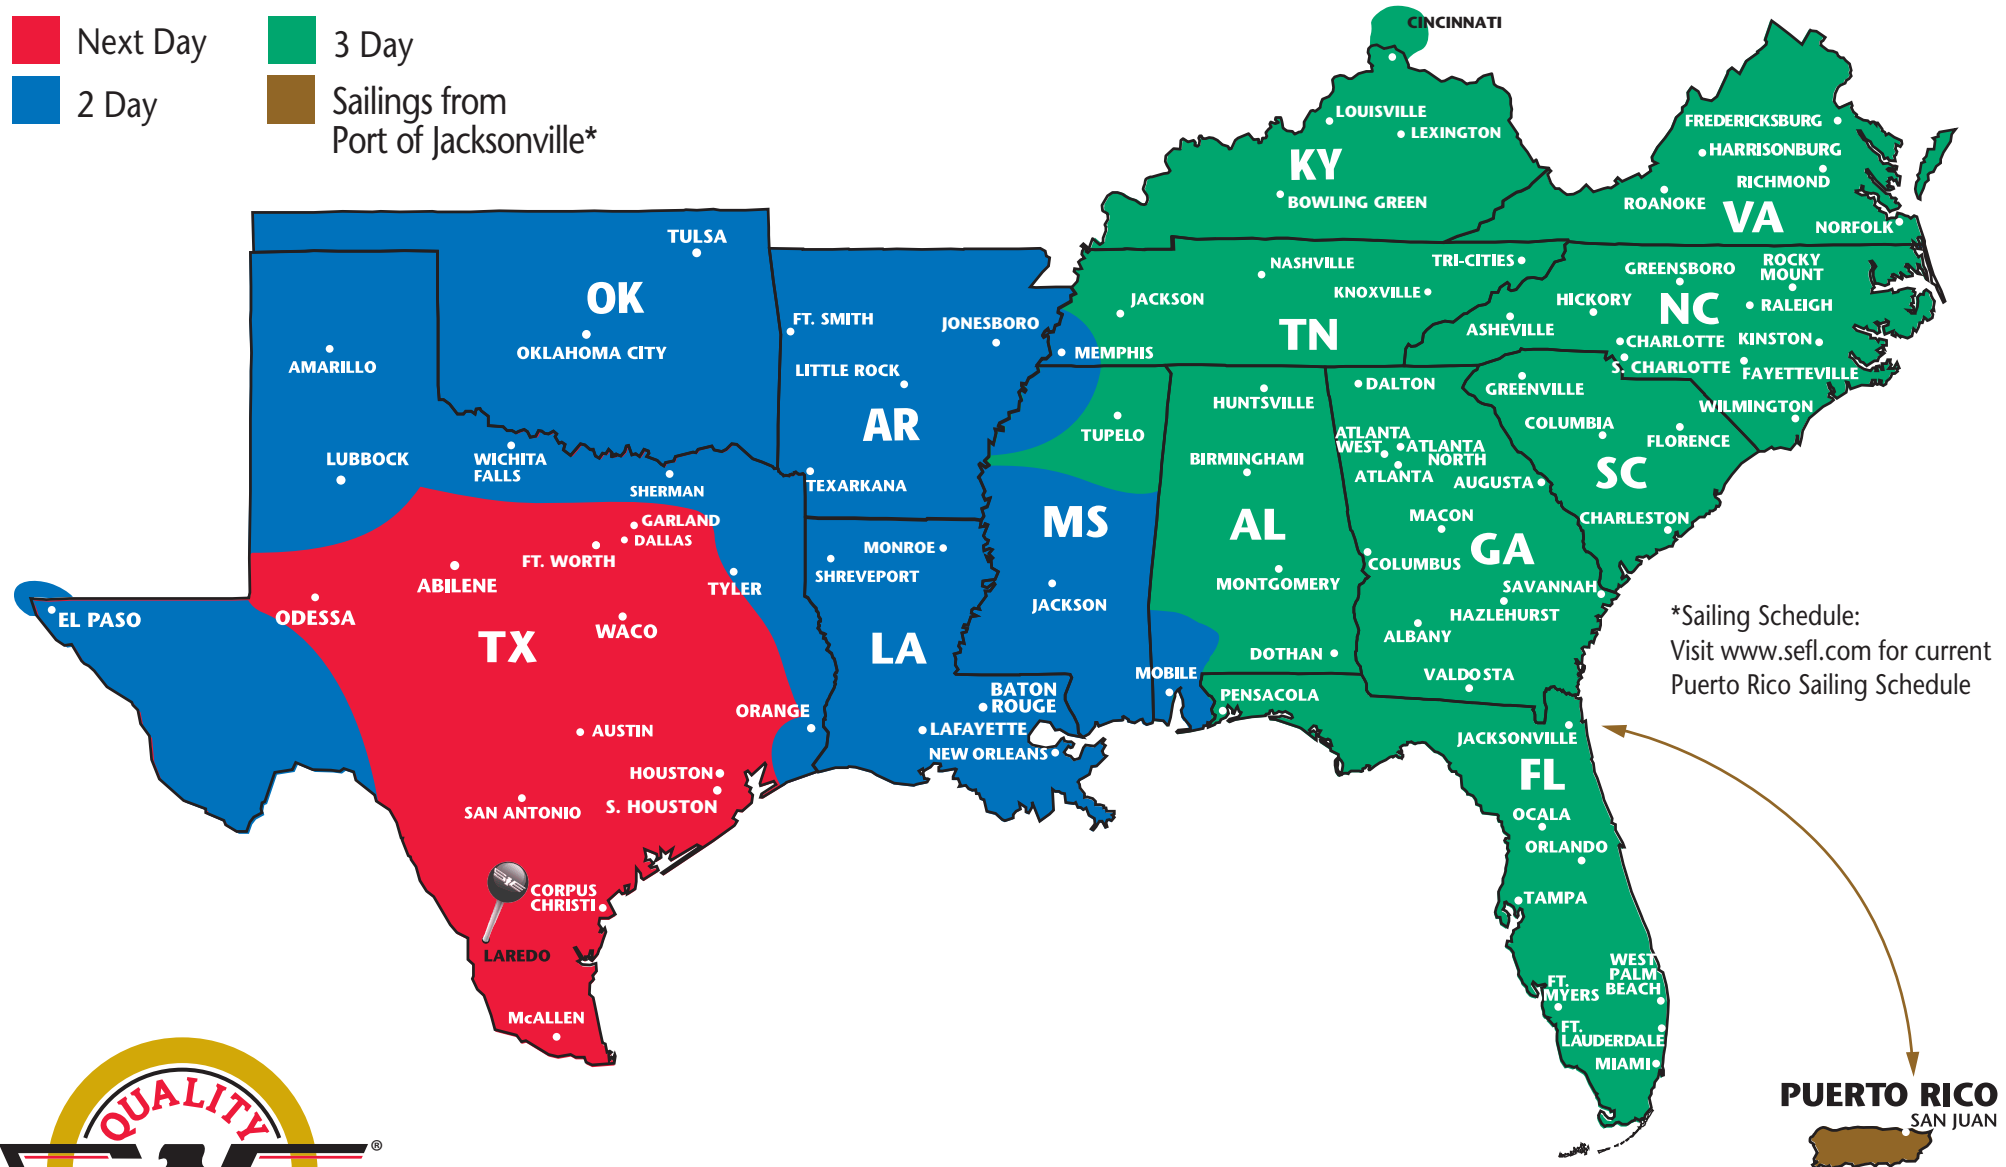 Next Day
3 Day
2 Day
Sailings from
Port of Jacksonville*
CINCINNATI
LOUISVILLE
LEXINGTON
KY
BOWLING GREEN
FREDERICKSBURG
HARRISONBURG
RICHMOND
ROANOKE
VA
NORFOLK
TULSA
OK
OKLAHOMA CITY
AMARILLO
LUBBOCK
WICHITA
FALLS
SHERMAN
FT. SMITH
JONESBORO
LITTLE ROCK
AR
TEXARKANA
NASHVILLE
TRI-CITIES
KNOXVILLE
JACKSON
TN
MEMPHIS
GREENSBORO
ROCKY
MOUNT
HICKORY
NC
RALEIGH
ASHEVILLE
CHARLOTTE
KINSTON
S. CHARLOTTE
FAYETTEVILLE
WILMINGTON
GREENVILLE
COLUMBIA
FLORENCE
SC
CHARLESTON
TUPELO
MS
JACKSON
HUNTSVILLE
BIRMINGHAM
AL
MONTGOMERY
DOTHAN
MOBILE
DALTON
ATLANTA
WEST
ATLANTA
NORTH
ATLANTA
AUGUSTA
MACON
GA
COLUMBUS
SAVANNAH
HAZLEHURST
ALBANY
VALDOSTA
GARLAND
DALLAS
FT. WORTH
ABILENE
TYLER
EL PASO
ODESSA
WACO
TX
ORANGE
AUSTIN
HOUSTON
S. HOUSTON
SAN ANTONIO
CORPUS
CHRISTI
LAREDO
McALLEN
MONROE
SHREVEPORT
LA
BATON
ROUGE
LAFAYETTE
NEW ORLEANS
PENSACOLA
JACKSONVILLE
FL
OCALA
ORLANDO
TAMPA
WEST
PALM
BEACH
FT.
MYERS
FT.
LAUDERDALE
MIAMI
*Sailing Schedule:
Visit www.sefl.com for current
Puerto Rico Sailing Schedule
PUERTO RICO
SAN JUAN
QUALITY
®